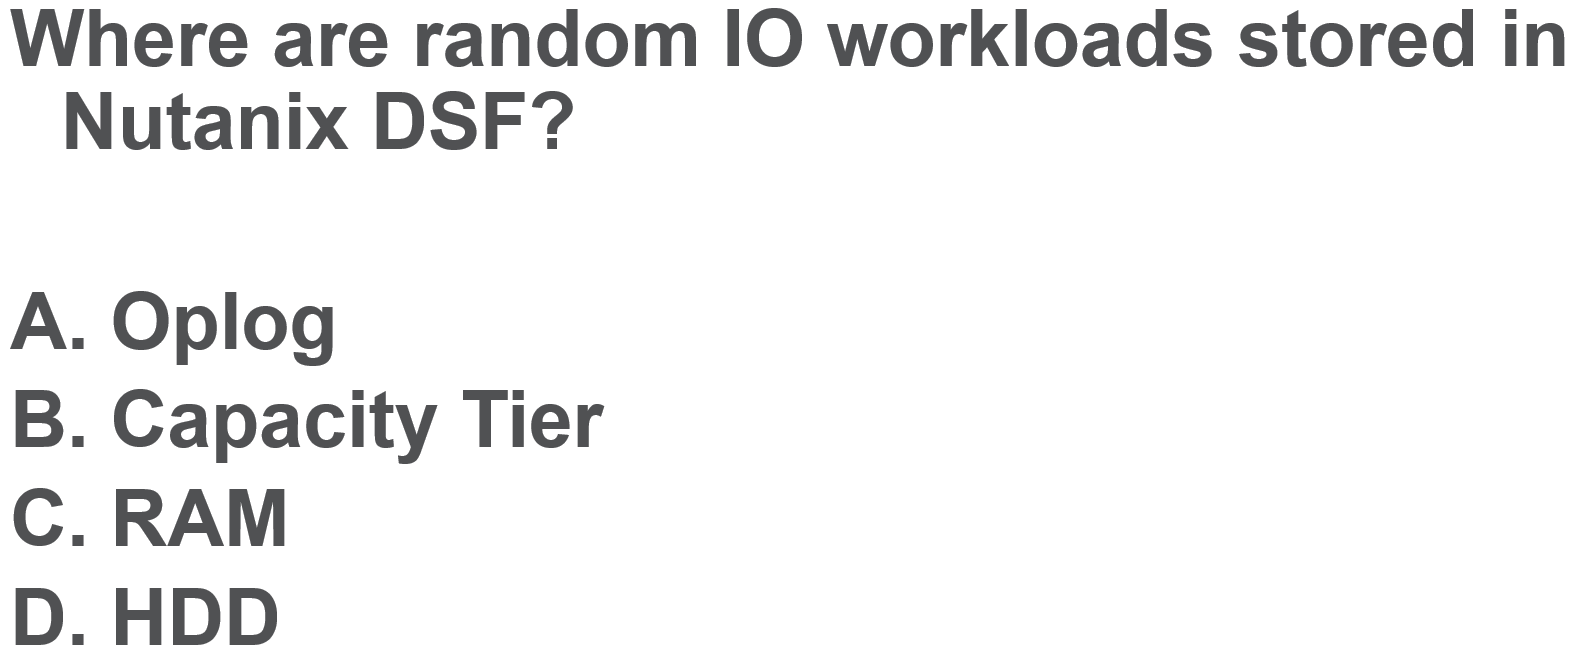 Where are random IO workloads stored in
Nutanix DSF?
A. Oplog
B. Capacity Tier
C. RAM
D. HDD